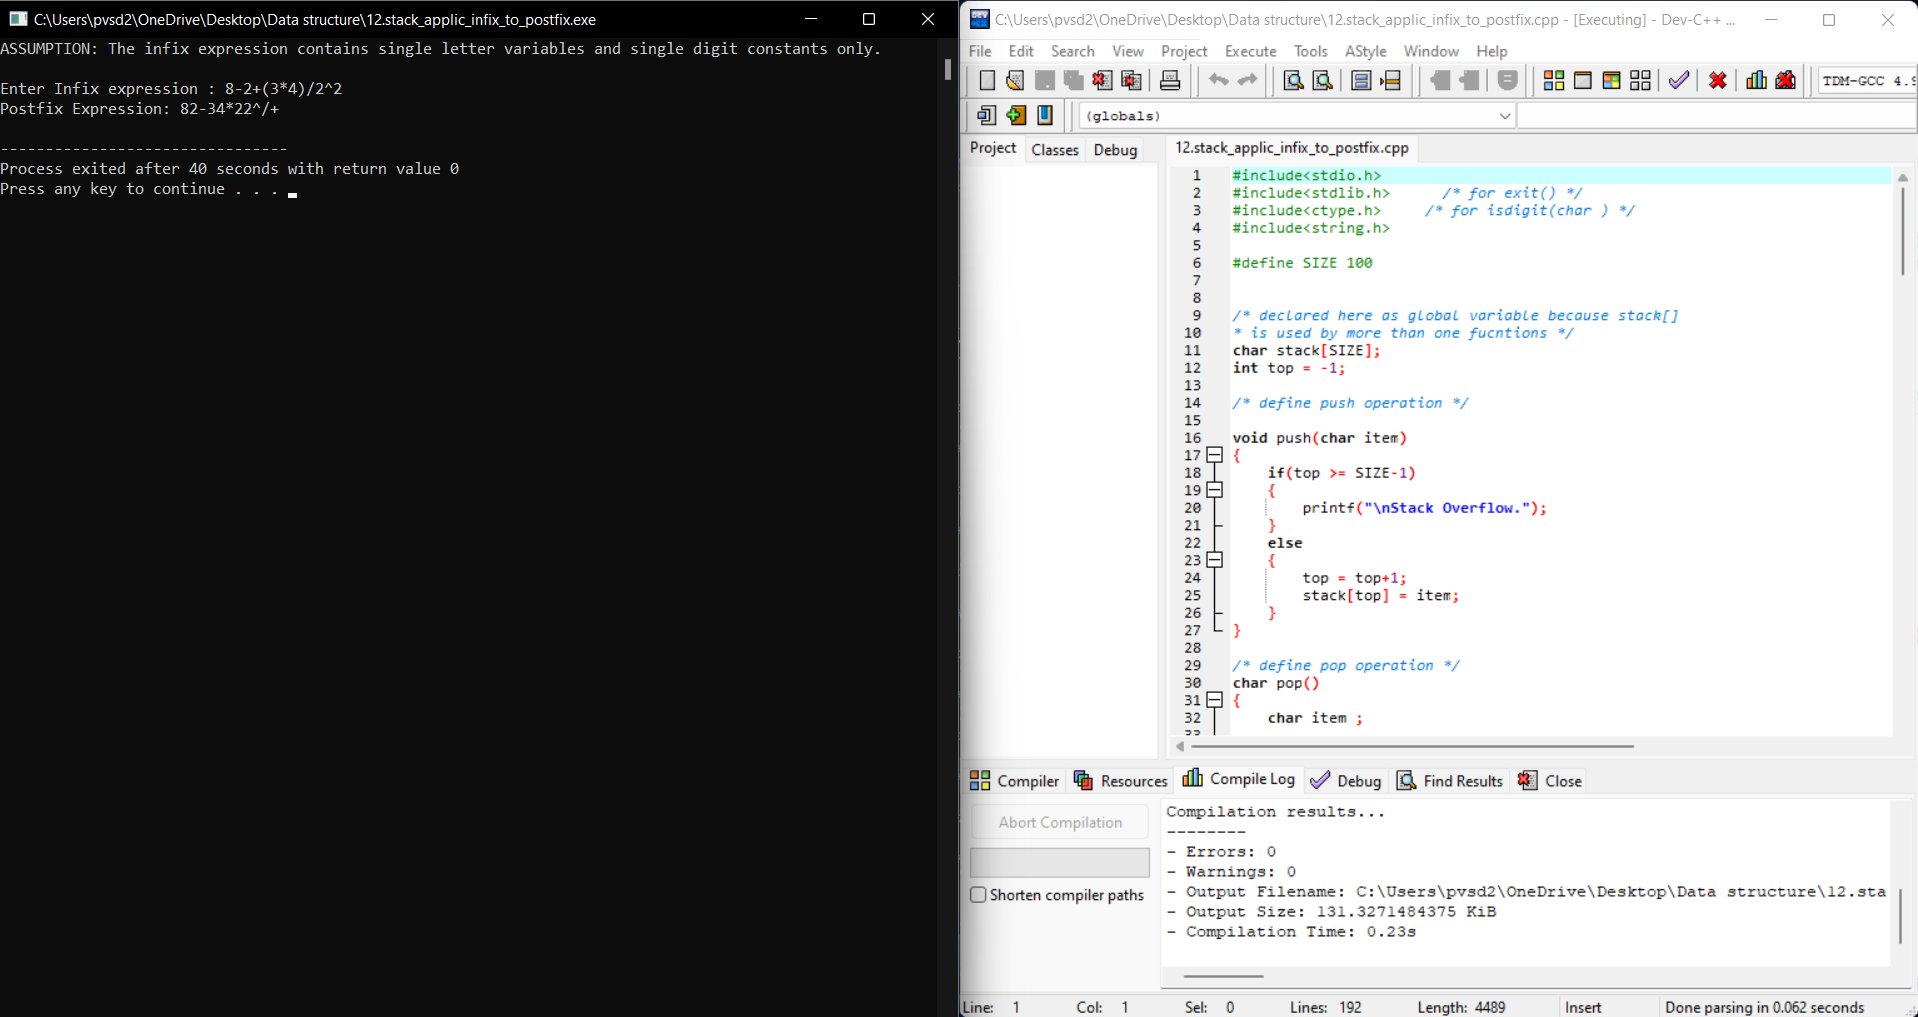 C:\Users\pvsd2\OneDrive\Desktop\Data structure\12.stack_applic_infix_to_postfix.exe
ASSUMPTION: The infix expression contains single letter variables and single digit constants only.
Enter Infix expression : 8-2+(3*4)/2^2
Postfix Expression: 82-34*22^/+
--------------------------------
Process exited after 40 seconds with return value 0
Press any key to continue . . .
C:\Users\pvsd2\OneDrive\Desktop\Data structure\12.stack_applic_infix_to_postfix.cpp - [Executing] - Dev-C++ ...
File Edit Search View Project Execute Tools AStyle Window Help
TDM-GCC 4.9
(globals)
Project Classes Debug
12.stack_applic_infix_to_postfix.cpp
1 #include<stdio.h>
2 #include<stdlib.h> /* for exit() */
3 #include<ctype.h> /* for isdigit(char ) */
4 #include<string.h>
5
6 #define SIZE 100
7
8
9 /* declared here as global variable because stack[]
10 * is used by more than one fucntions */
11 char stack[SIZE];
12 int top = -1;
13
14 /* define push operation */
15
16 void push(char item)
17 {
18 if(top >= SIZE-1)
19 {
20 printf("\nStack Overflow.");
21 }
22 else
23 {
24 top = top+1;
25 stack[top] = item;
26 }
27 }
28
29 /* define pop operation */
30 char pop()
31 {
32 char item ;
33
Compiler Resources Compile Log Debug Find Results Close
Abort Compilation
Shorten compiler paths
Compilation results...
--------
- Errors: 0
- Warnings: 0
- Output Filename: C:\Users\pvsd2\OneDrive\Desktop\Data structure\12.sta
- Output Size: 131.3271484375 KiB
- Compilation Time: 0.23s
Line: 1 Col: 1 Sel: 0 Lines: 192 Length: 4489 Insert Done parsing in 0.062 seconds